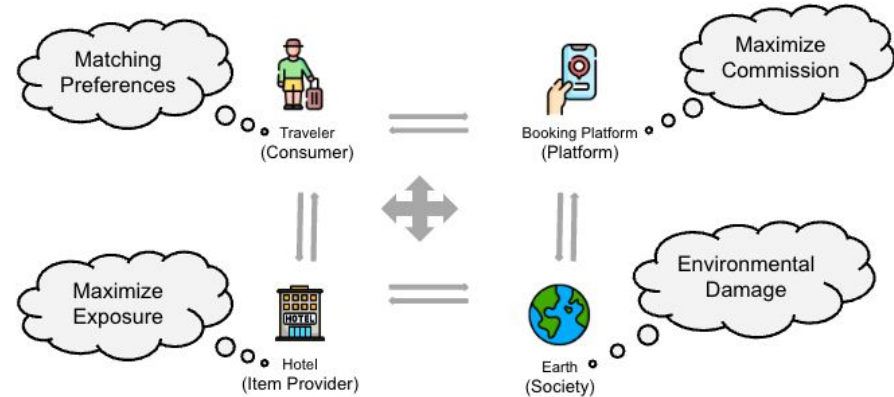 Matching
Preferences
Maximize
Commission
Traveler
(Consumer)
Booking Platform
(Platform)
Maximize
Exposure
Environmental
Damage
HOTEL
Hotel
(Item Provider)
Earth
(Society)